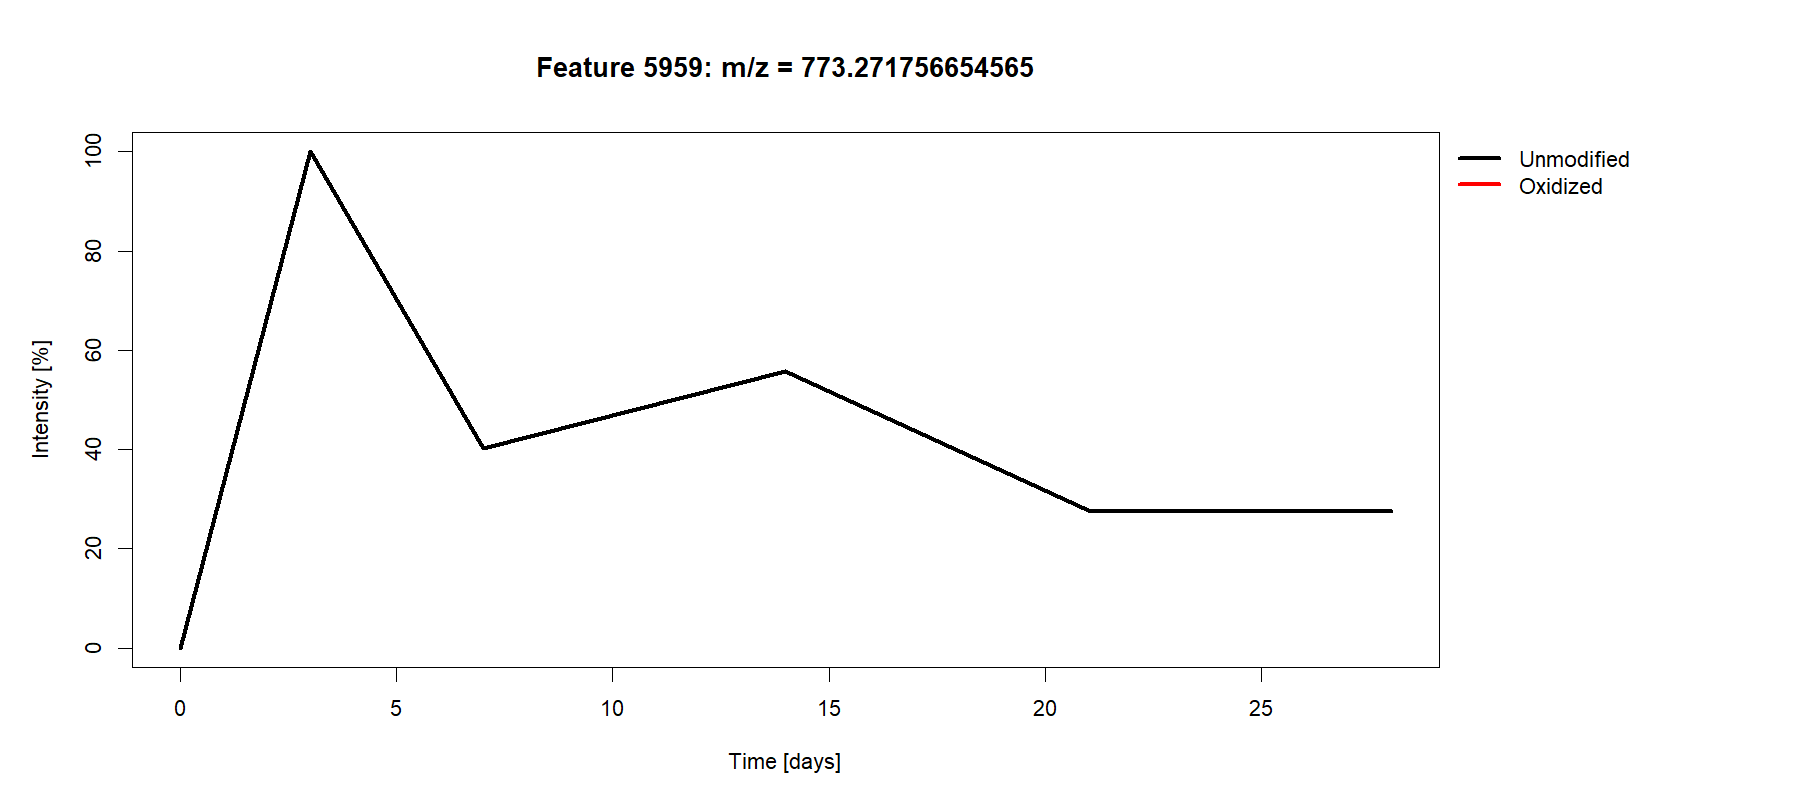 Feature 5959: m/z = 773.271756654565
Unmodified
Oxidized
Intensity [%]
100
80
60
40
20
0
0 5 10 15 20 25
Time [days]